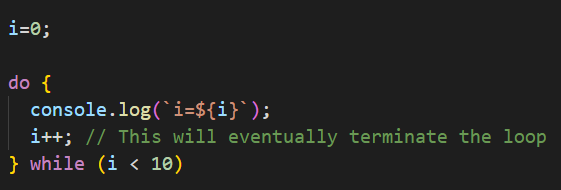 i=0;
do {
console.log(`i=${i}`);
i++; // This will eventually terminate the loop
} while (i < 10)